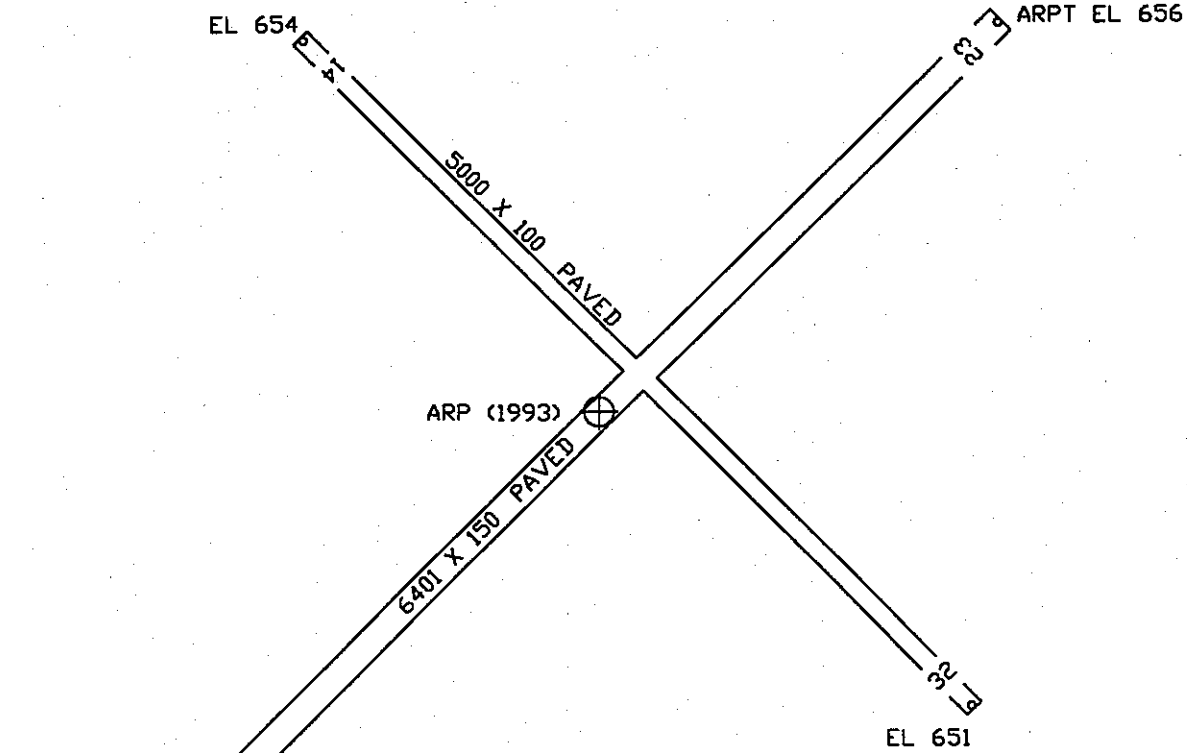 EL 654
ARPT EL 656
14
23
5000 X 100 PAVED
ARP (1993)
6401 X 150 PAVED
32
EL 651